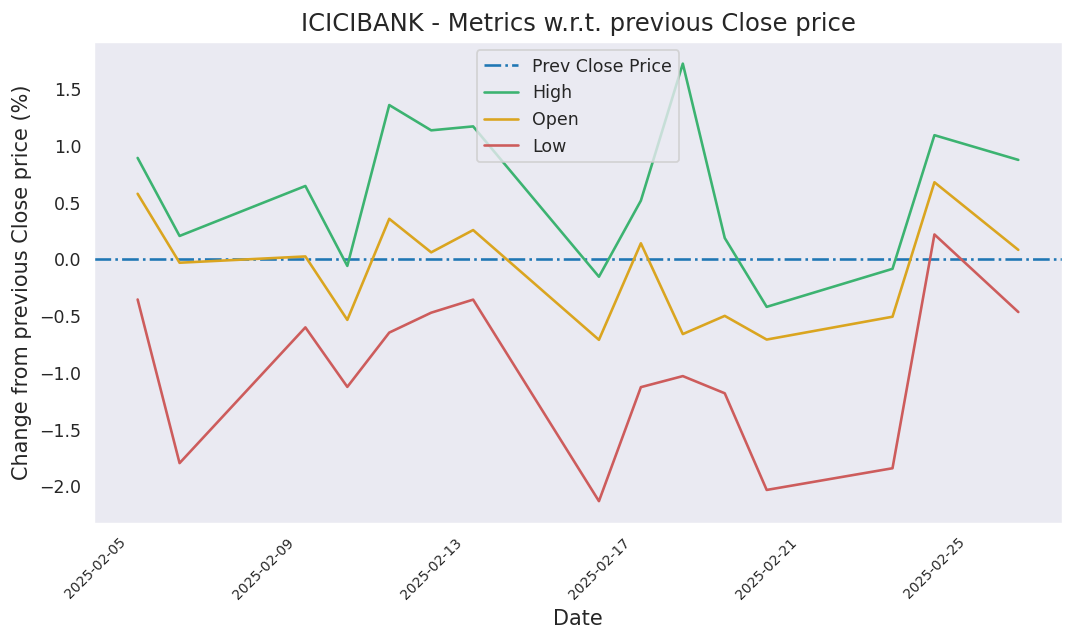 ICICIBANK - Metrics w.r.t. previous Close price
Change from previous Close price (%)
1.5
1.0
0.5
0.0
−0.5
−1.0
−1.5
−2.0
Prev Close Price
High
Open
Low
2025-02-05
2025-02-09
2025-02-13
2025-02-17
2025-02-21
2025-02-25
Date